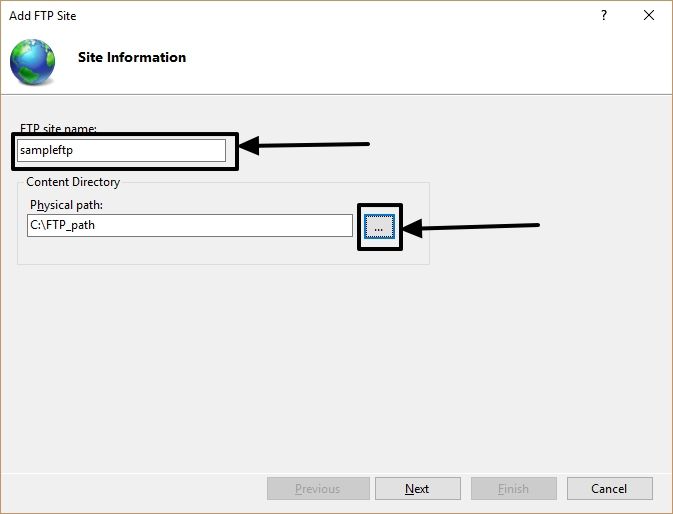 Add FTP Site
?
Site Information
FTP site name:
sampleftp
Content Directory
Physical path:
C:\FTP_path
...
Previous Next Finish Cancel